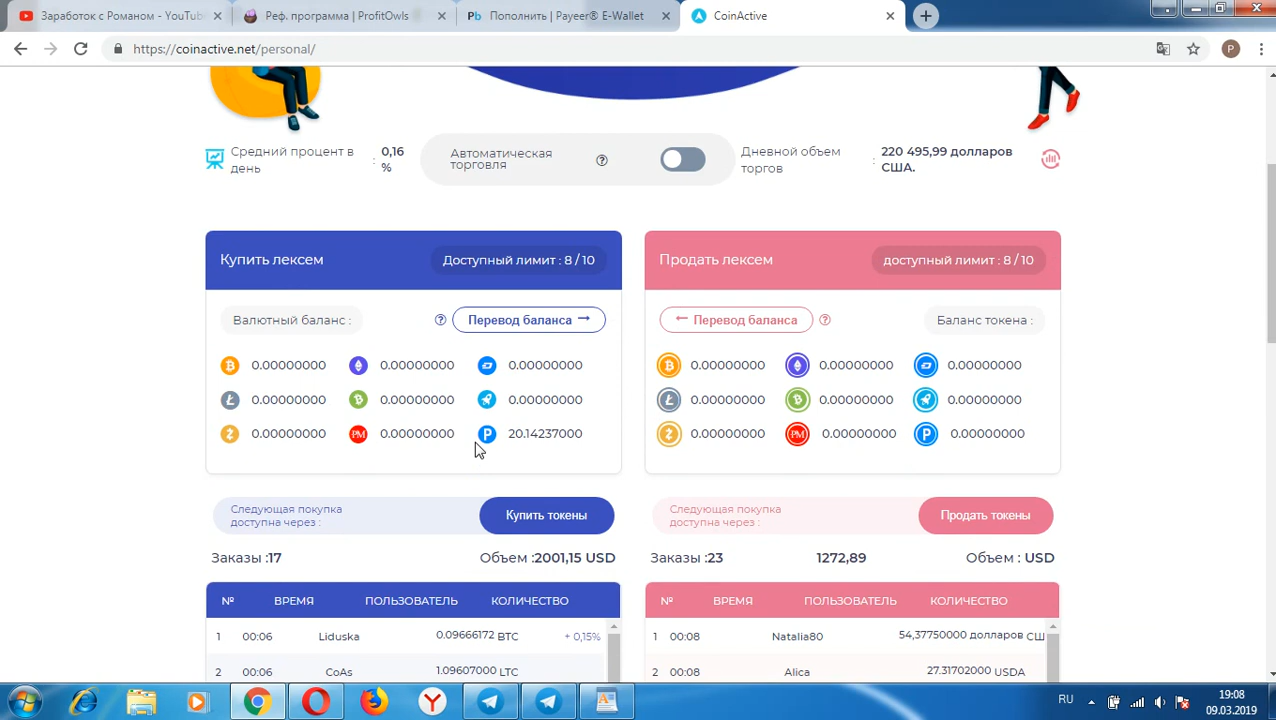 Заработок с Романом - YouTube
Реф. программа | ProfitOwls
Pb Пополнить | Payeer® E-Wallet
CoinActive
https://coinactive.net/personal/
P
Средний процент в день : 0,16 %
Автоматическая торговля
Дневной объем торгов : 220 495,99 долларов США.
Купить лексем
Доступный лимит : 8 / 10
Продать лексем
доступный лимит : 8 / 10
Валютный баланс :
Перевод баланса →
← Перевод баланса
Баланс токена :
0.00000000 0.00000000 0.00000000
0.00000000 0.00000000 0.00000000
0.00000000 0.00000000 0.00000000
0.00000000 0.00000000 0.00000000
0.00000000 PM 0.00000000 P 20.14237000
0.00000000 PM 0.00000000 P 0.00000000
Следующая покупка
доступна через :
Купить токены
Следующая покупка
доступна через :
Продать токены
Заказы :17
Объем :2001,15 USD
Заказы :23
1272,89
Объем : USD
№ ВРЕМЯ ПОЛЬЗОВАТЕЛЬ КОЛИЧЕСТВО
№ ВРЕМЯ ПОЛЬЗОВАТЕЛЬ КОЛИЧЕСТВО
1 00:06 Liduska 0.09666172 BTC + 0,15%
1 00:08 Natalia80 54,37750000 долларов СШ
2 00:06 CoAs 1.09607000 LTC
2 00:08 Alica 27.31702000 USDA
RU
19:08
09.03.2019